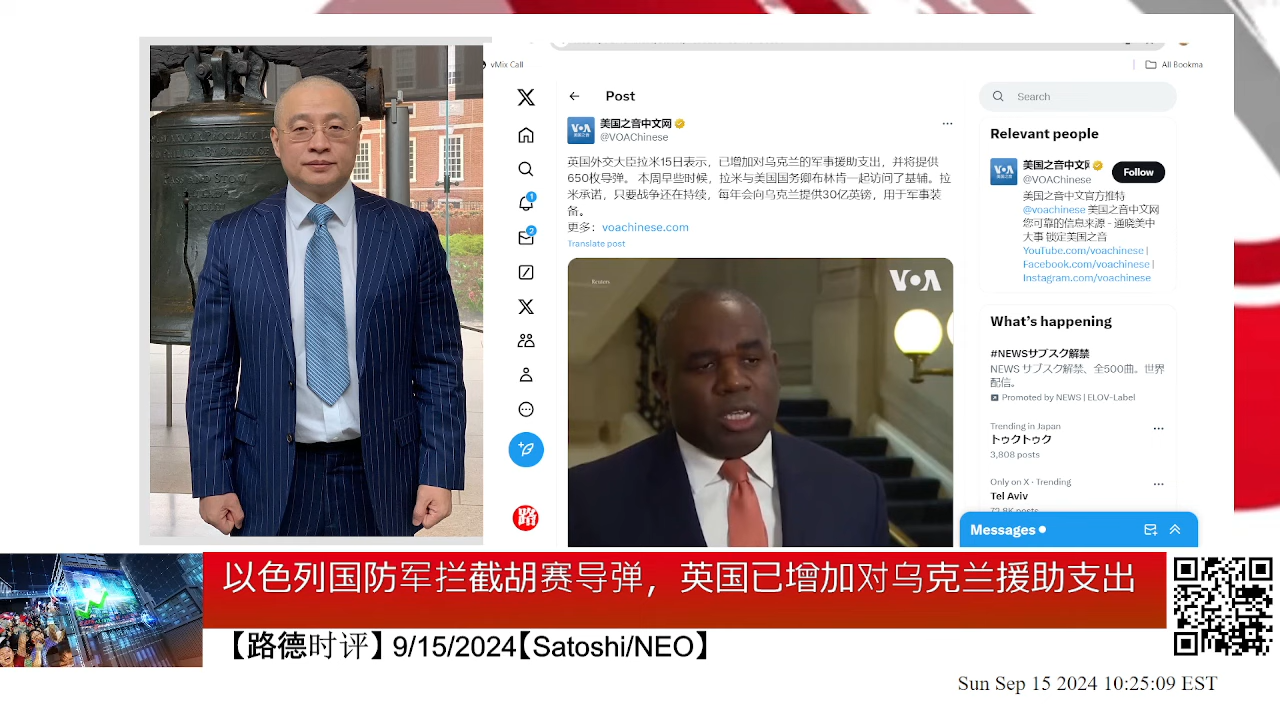 vMix Call
All Bookma
Post
美国之音中文网
@VOAChinese
英国外交大臣拉米15日表示，已增加对乌克兰的军事援助支出，并将提供
650枚导弹。 本周早些时候，拉米与美国国务卿布林肯一起访问了基辅。拉
米承诺，只要战争还在持续，每年会向乌克兰提供30亿英镑，用于军事装
备。
更多：voachinese.com
Translate post
Reuters
VOA
Search
Relevant people
美国之音中文网
@VOAChinese
Follow
美国之音中文官方推特
@voachinese 美国之音中文网
您可靠的信息来源 - 通晓美中
大事 锁定美国之音
YouTube.com/voachinese |
Facebook.com/voachinese |
Instagram.com/voachinese
What's happening
#NEWSサブスク解禁
NEWS サブスク解禁、全500曲。世界
配信。
Promoted by NEWS | ELOV-Label
Trending in Japan
トゥクトゥク
3,808 posts
Only on X · Trending
Tel Aviv
Messages
路
以色列国防军拦截胡赛导弹，英国已增加对乌克兰援助支出
【路德时评】9/15/2024【Satoshi/NEO】
Sun Sep 15 2024 10:25:09 EST